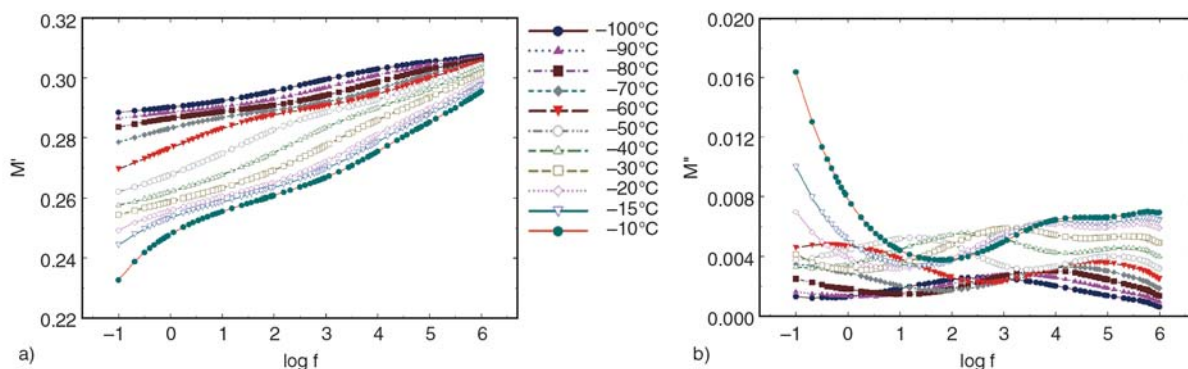 0.32
0.30
0.28
0.26
0.24
0.22
M'
–1 0 1 2 3 4 5 6
log f
a)
–100°C
–90°C
–80°C
–70°C
–60°C
–50°C
–40°C
–30°C
–20°C
–15°C
–10°C
0.020
0.016
0.012
0.008
0.004
0.000
M"
–1 0 1 2 3 4 5 6
log f
b)